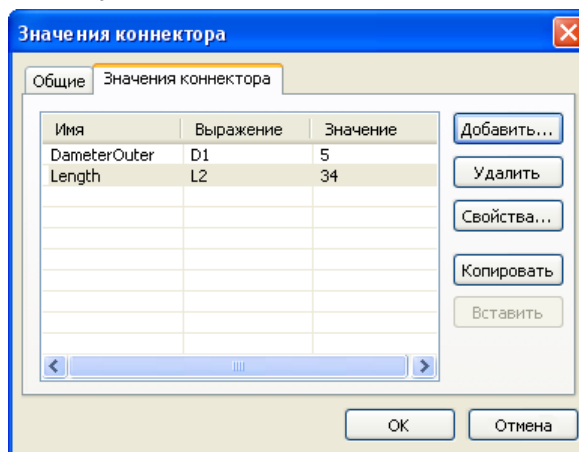 Значения коннектора
Общие Значения коннектора
Имя Выражение Значение
DameterOuter D1 5
Length L2 34
Добавить...
Удалить
Свойства...
Копировать
Вставить
ОК Отмена